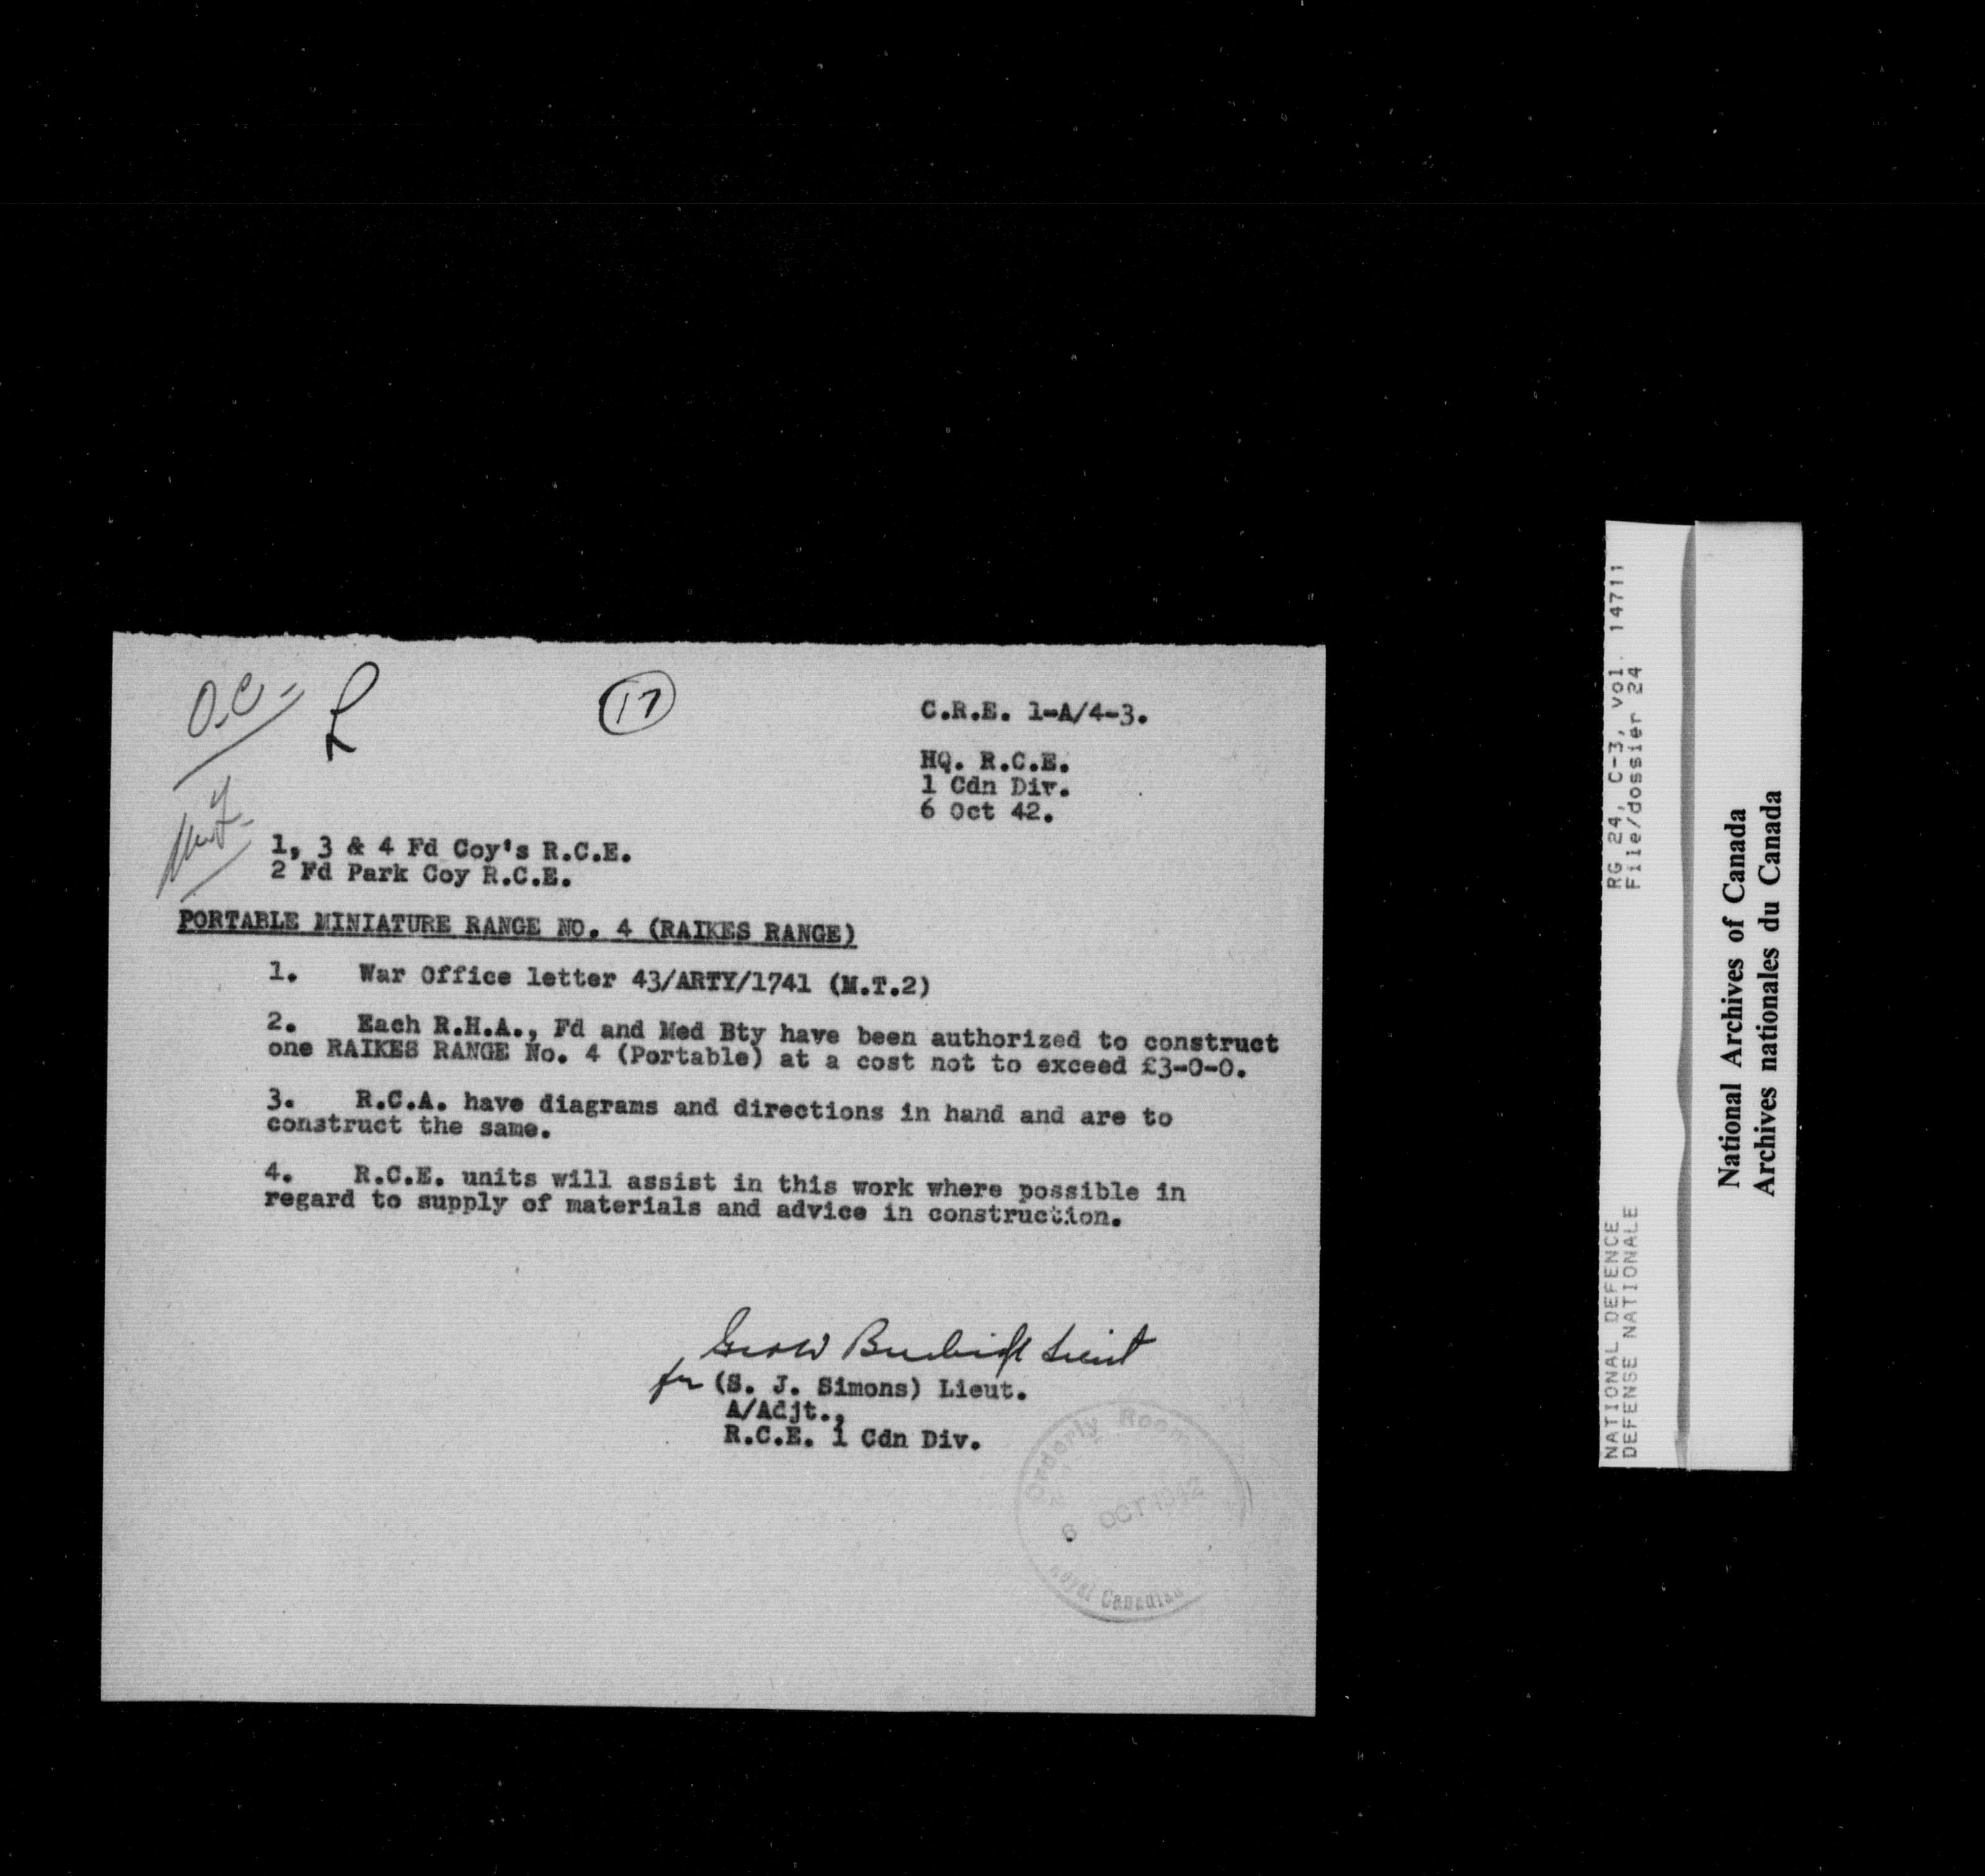 O.C.
17
C.R.E. 1-A/4-3.
HQ. R.C.E.
1 Cdn Div.
6 Oct 42.
1, 3 & 4 Fd Coy's R.C.E.
2 Fd Park Coy R.C.E.
PORTABLE MINIATURE RANGE NO. 4 (RAIKES RANGE)
1. War Office letter 43/ARTY/1741 (M.T.2)
2. Each R.H.A., Fd and Med Bty have been authorized to construct
one RAIKES RANGE No. 4 (Portable) at a cost not to exceed £3-0-0.
3. R.C.A. have diagrams and directions in hand and are to
construct the same.
4. R.C.E. units will assist in this work where possible in
regard to supply of materials and advice in construction.
Lieut
for (S. J. Simons) Lieut.
A/Adjt.,
R.C.E. 1 Cdn Div.
Orderly Room
6 OCT 1942
Royal Canadian
RG 24, C-3, vol. 14711
File/dossier 24
NATIONAL DEFENCE
DEFENSE NATIONALE
National Archives of Canada
Archives nationales du Canada